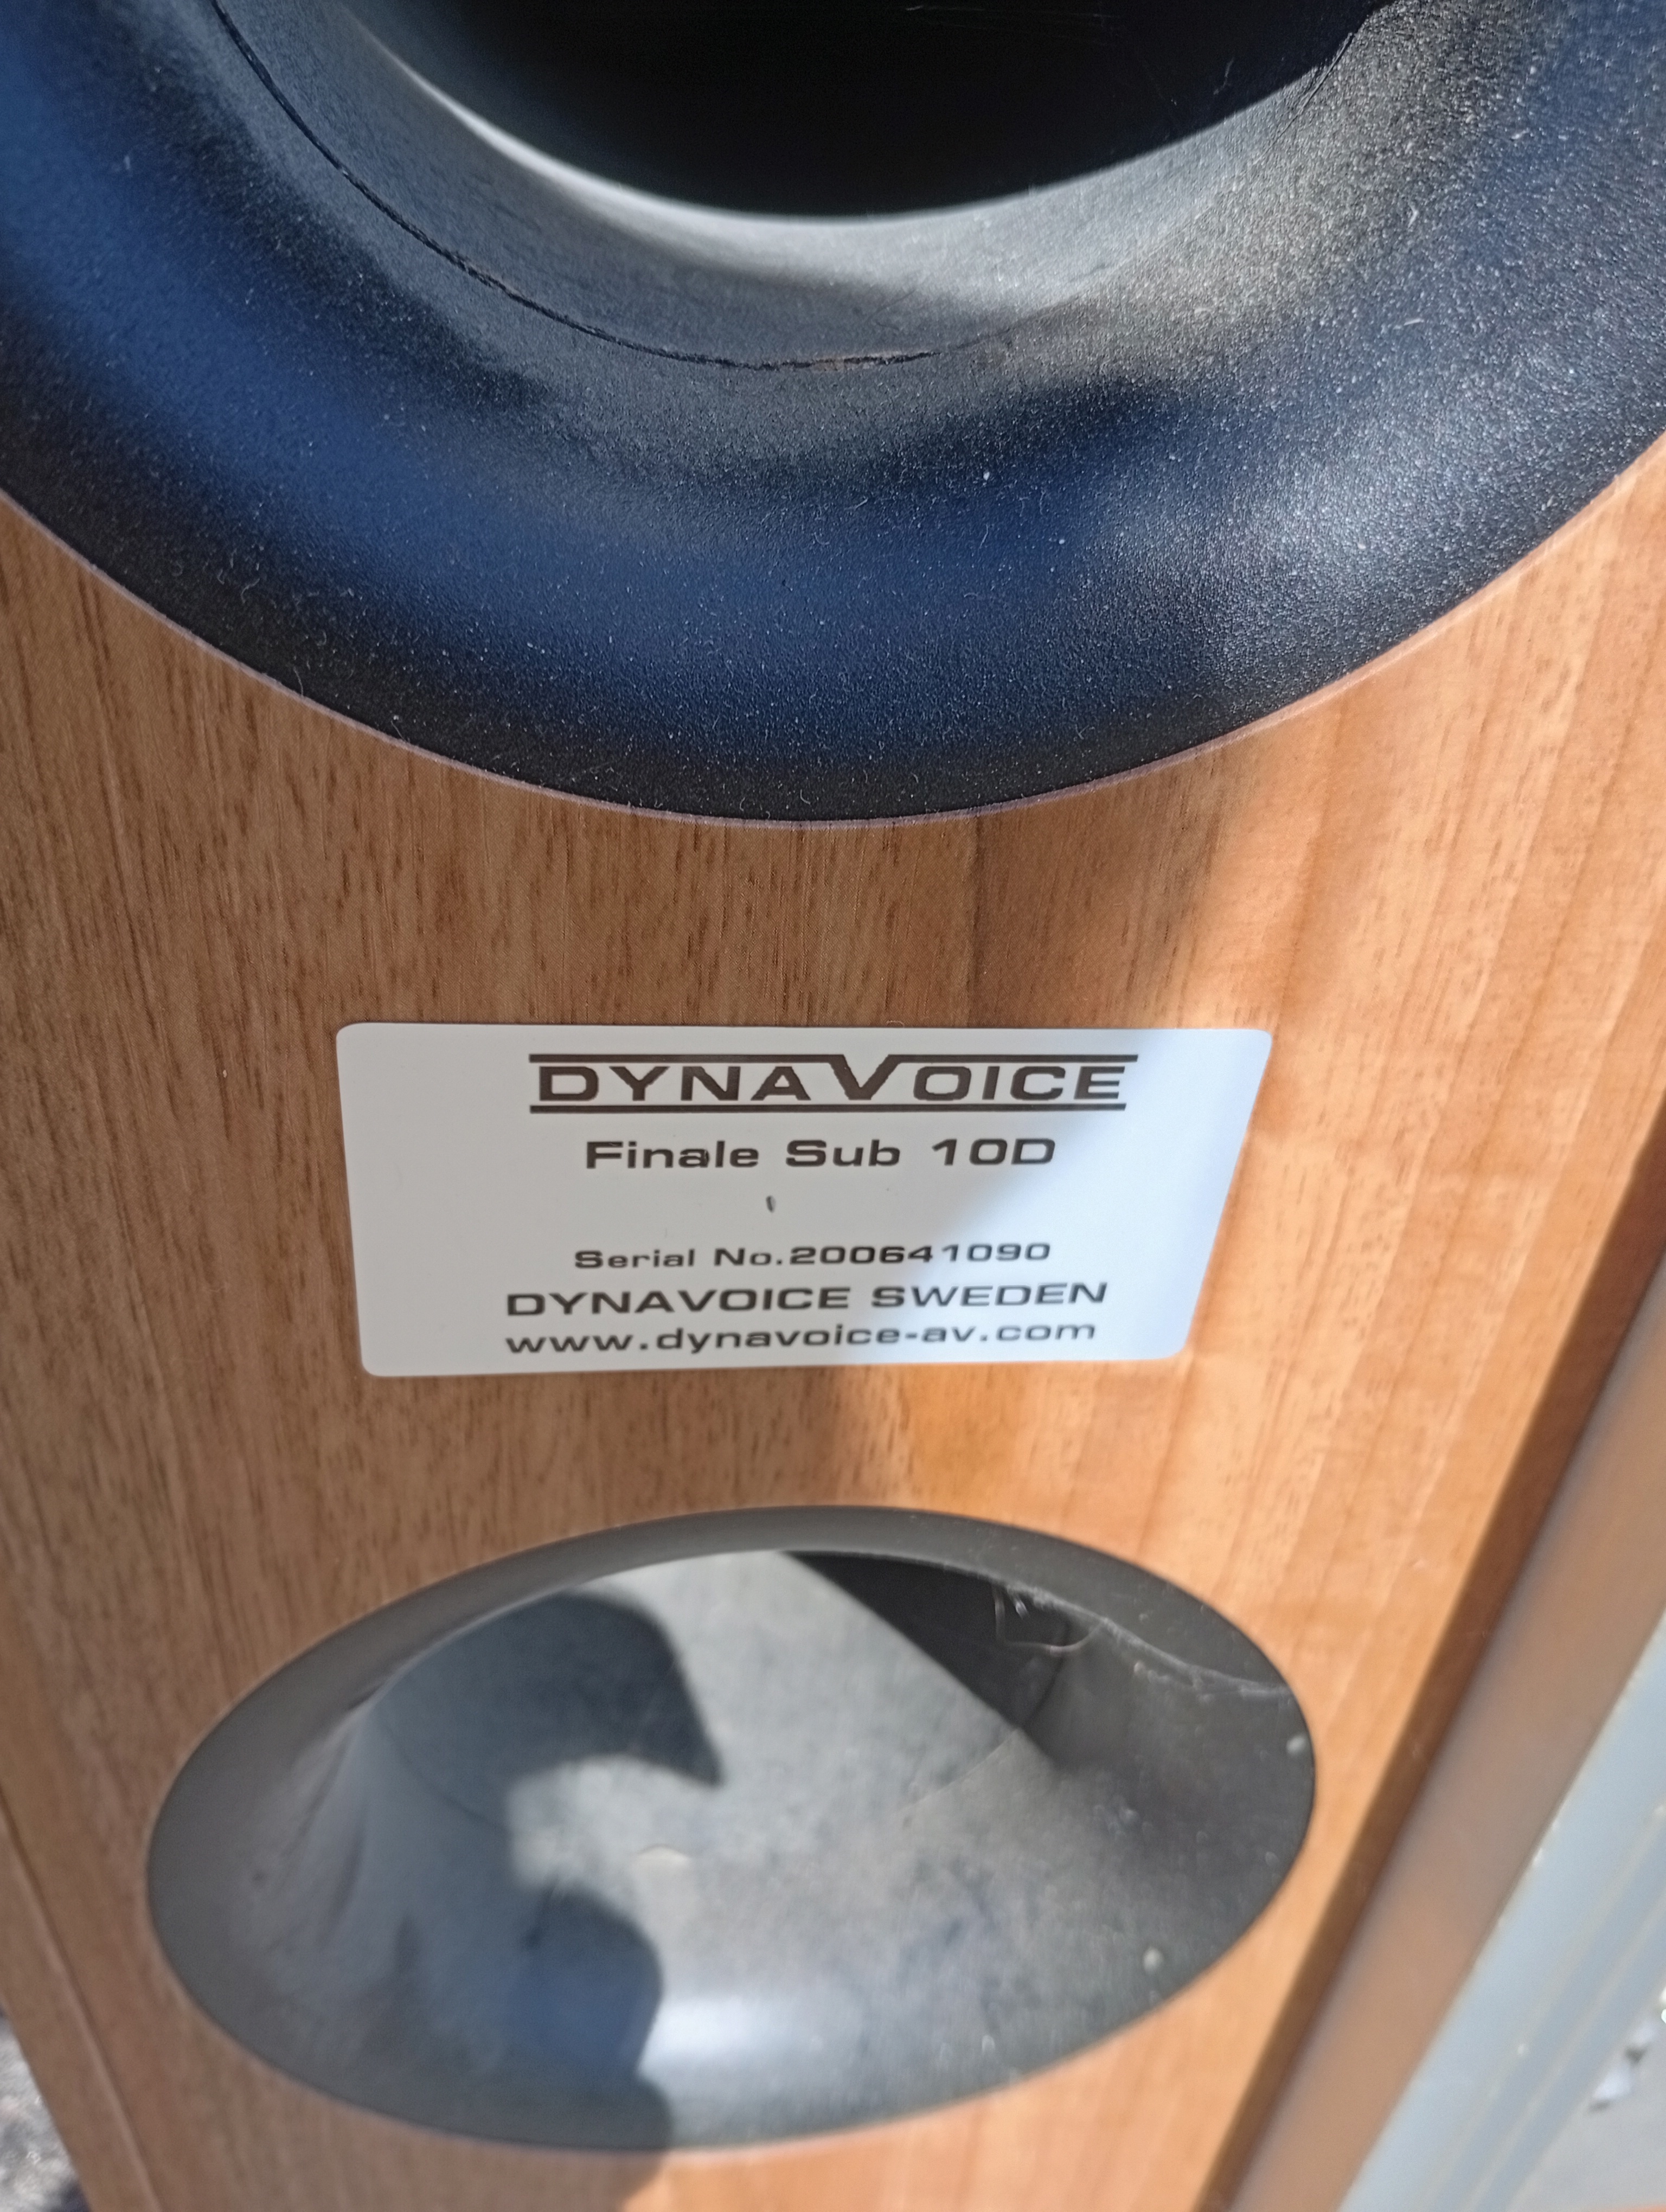 DYNAVOICE
Finale Sub 10D
Serial No.200641090
DYNAVOICE SWEDEN
www.dynavoice-av.com